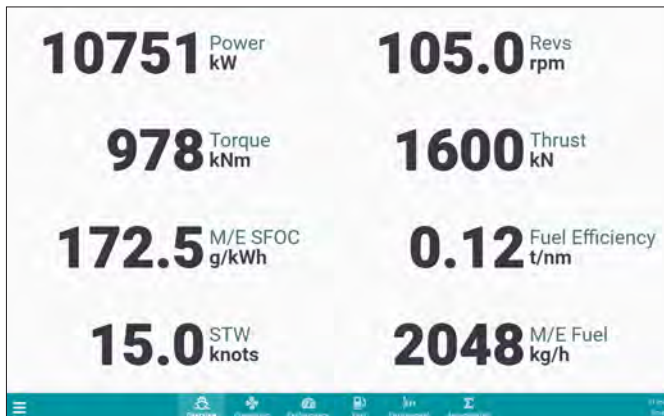 10751 Power kW
105.0 Revs rpm
978 Torque kNm
1600 Thrust kN
172.5 M/E SFOC g/kWh
0.12 Fuel Efficiency t/nm
15.0 STW knots
2048 M/E Fuel kg/h
Overview